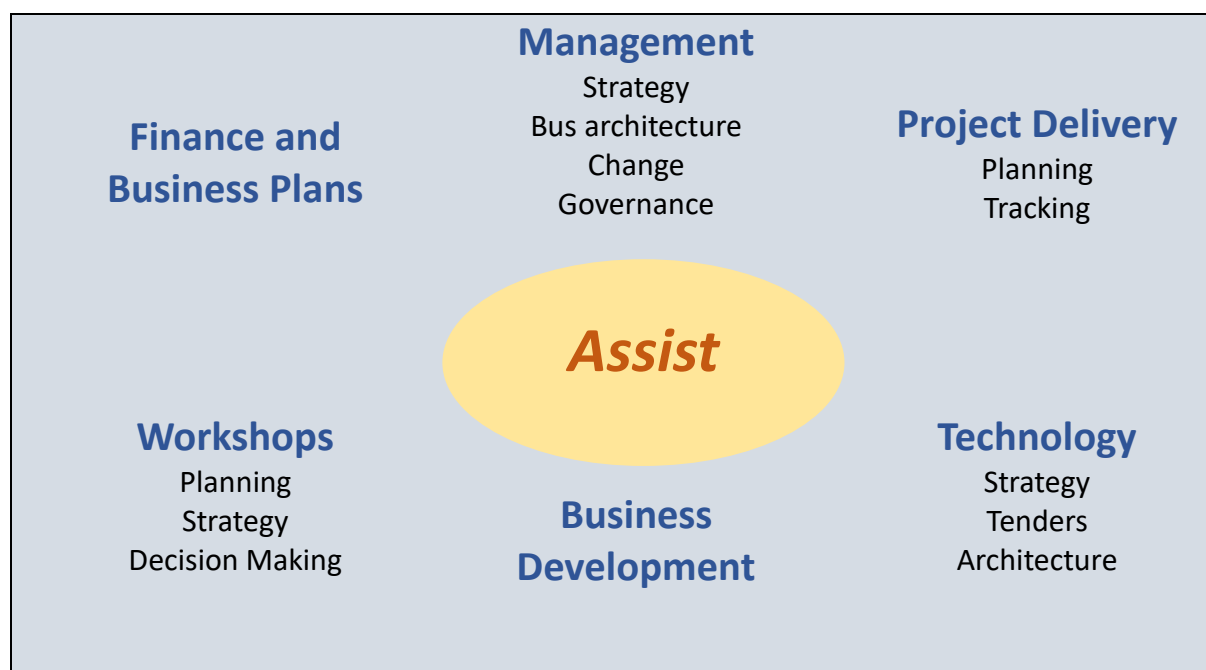 Management
Strategy
Bus architecture
Change
Governance
Finance and
Business Plans
Project Delivery
Planning
Tracking
Assist
Workshops
Planning
Strategy
Decision Making
Business
Development
Technology
Strategy
Tenders
Architecture